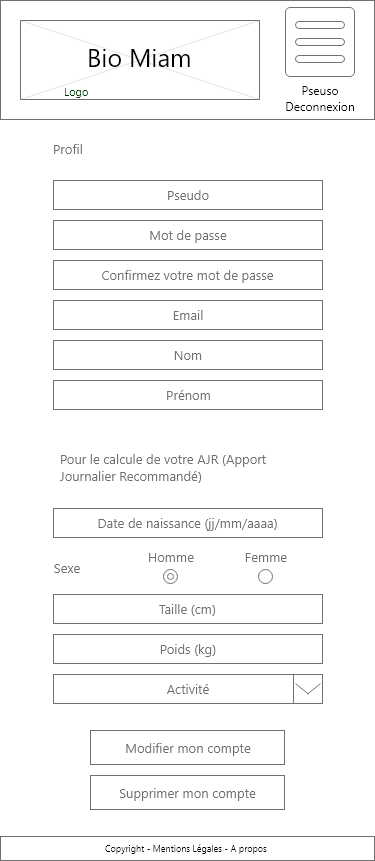 Bio Miam
Logo
Pseuso
Deconnexion
Profil
Pseudo
Mot de passe
Confirmez votre mot de passe
Email
Nom
Prénom
Pour le calcule de votre AJR (Apport
Journalier Recommandé)
Date de naissance (jj/mm/aaaa)
Homme Femme
Sexe
Taille (cm)
Poids (kg)
Activité
Modifier mon compte
Supprimer mon compte
Copyright - Mentions Légales - A propos